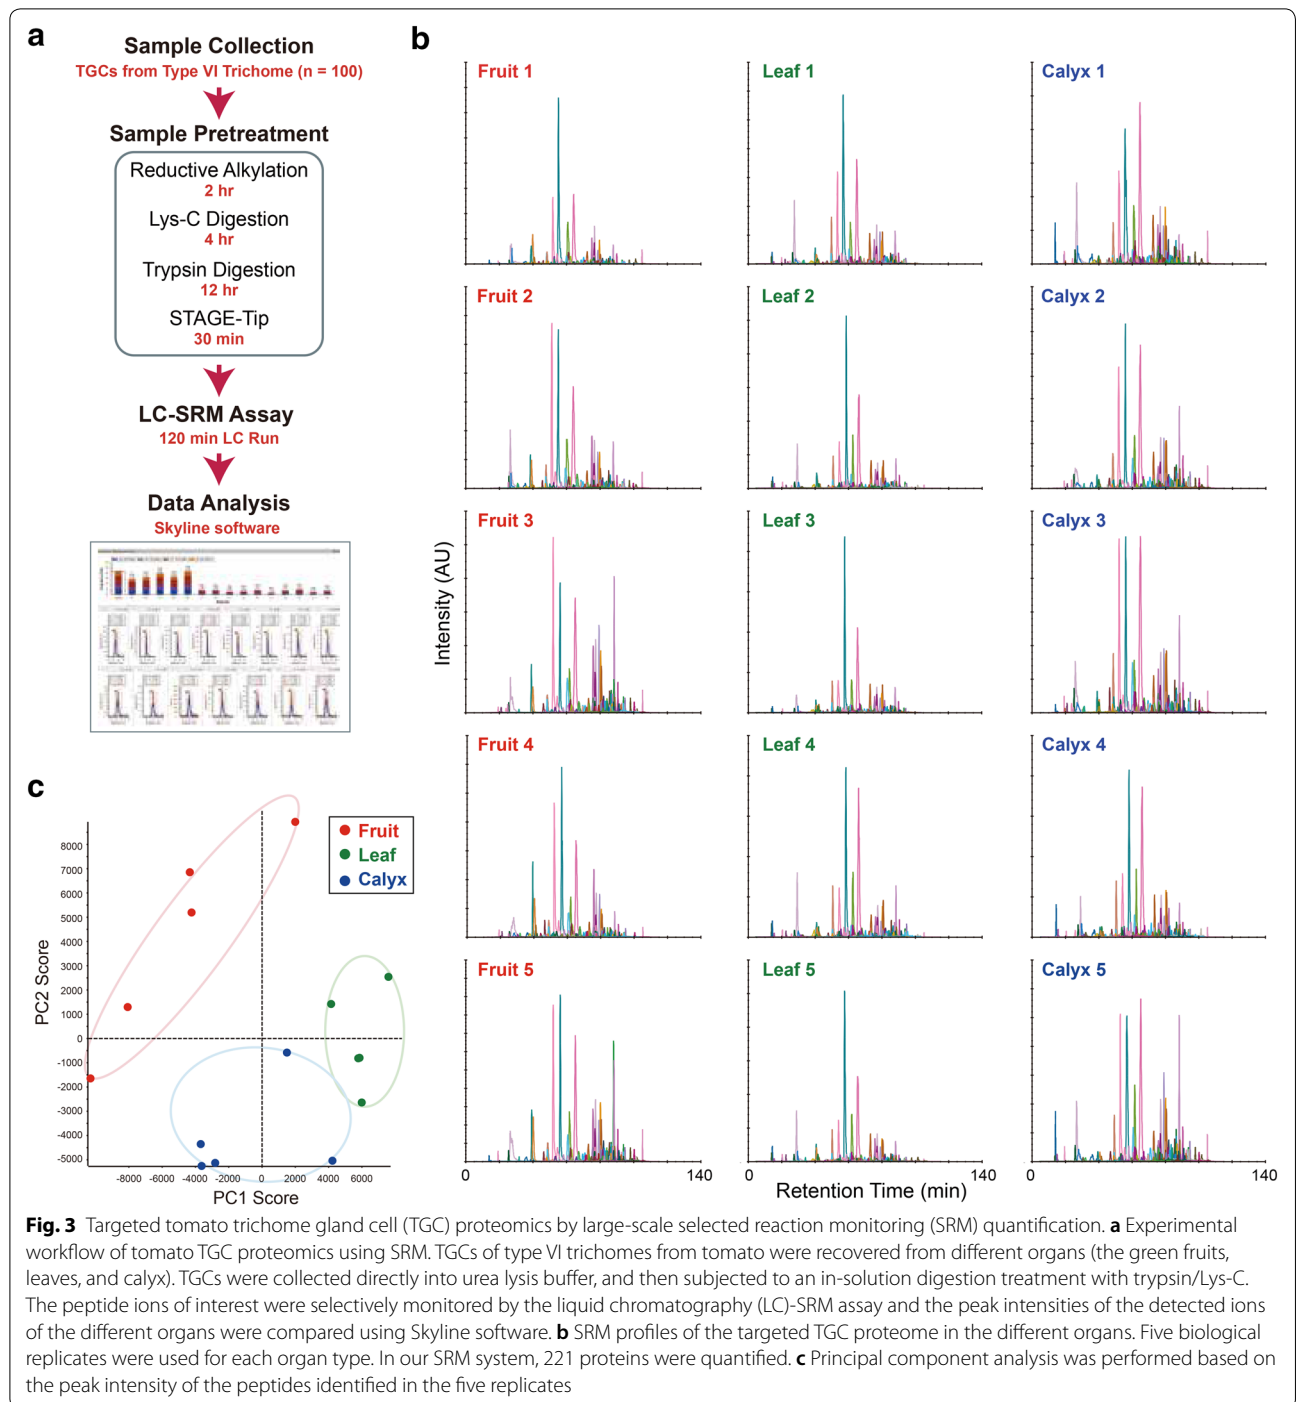 a
Sample Collection
TGCs from Type VI Trichome (n = 100)
Sample Pretreatment
Reductive Alkylation
2 hr
Lys-C Digestion
4 hr
Trypsin Digestion
12 hr
STAGE-Tip
30 min
LC-SRM Assay
120 min LC Run
Data Analysis
Skyline software
b
Fruit 1
Leaf 1
Calyx 1
Fruit 2
Leaf 2
Calyx 2
Fruit 3
Leaf 3
Calyx 3
Fruit 4
Leaf 4
Calyx 4
Fruit 5
Leaf 5
Calyx 5
Intensity (AU)
0
140
0
140
0
140
Retention Time (min)
c
Fruit
Leaf
Calyx
8000
7000
6000
5000
4000
3000
2000
1000
0
-1000
-2000
-3000
-4000
-5000
PC2 Score
-8000 -6000 -4000 -2000 0 2000 4000 6000
PC1 Score
Fig. 3 Targeted tomato trichome gland cell (TGC) proteomics by large-scale selected reaction monitoring (SRM) quantification. a Experimental
workflow of tomato TGC proteomics using SRM. TGCs of type VI trichomes from tomato were recovered from different organs (the green fruits,
leaves, and calyx). TGCs were collected directly into urea lysis buffer, and then subjected to an in-solution digestion treatment with trypsin/Lys-C.
The peptide ions of interest were selectively monitored by the liquid chromatography (LC)-SRM assay and the peak intensities of the detected ions
of the different organs were compared using Skyline software. b SRM profiles of the targeted TGC proteome in the different organs. Five biological
replicates were used for each organ type. In our SRM system, 221 proteins were quantified. c Principal component analysis was performed based on
the peak intensity of the peptides identified in the five replicates